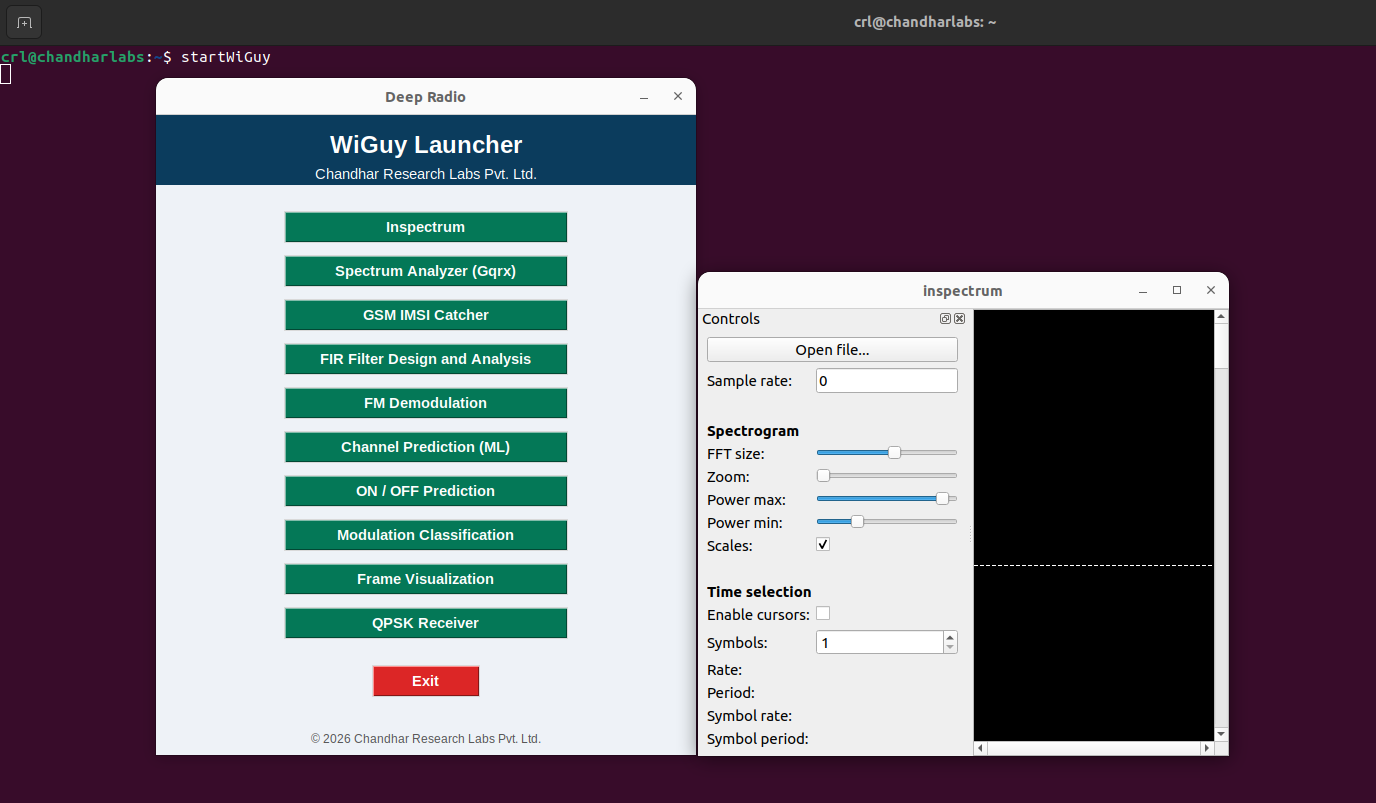 crl@chandharlabs: ~
crl@chandharlabs:~$ startWiGuy
Deep Radio
WiGuy Launcher
Chandhar Research Labs Pvt. Ltd.
Inspectrum
Spectrum Analyzer (Gqrx)
GSM IMSI Catcher
FIR Filter Design and Analysis
FM Demodulation
Channel Prediction (ML)
ON / OFF Prediction
Modulation Classification
Frame Visualization
QPSK Receiver
Exit
© 2026 Chandhar Research Labs Pvt. Ltd.
inspectrum
Controls
Open file...
Sample rate: 0
Spectrogram
FFT size:
Zoom:
Power max:
Power min:
Scales:
Time selection
Enable cursors:
Symbols: 1
Rate:
Period:
Symbol rate:
Symbol period: